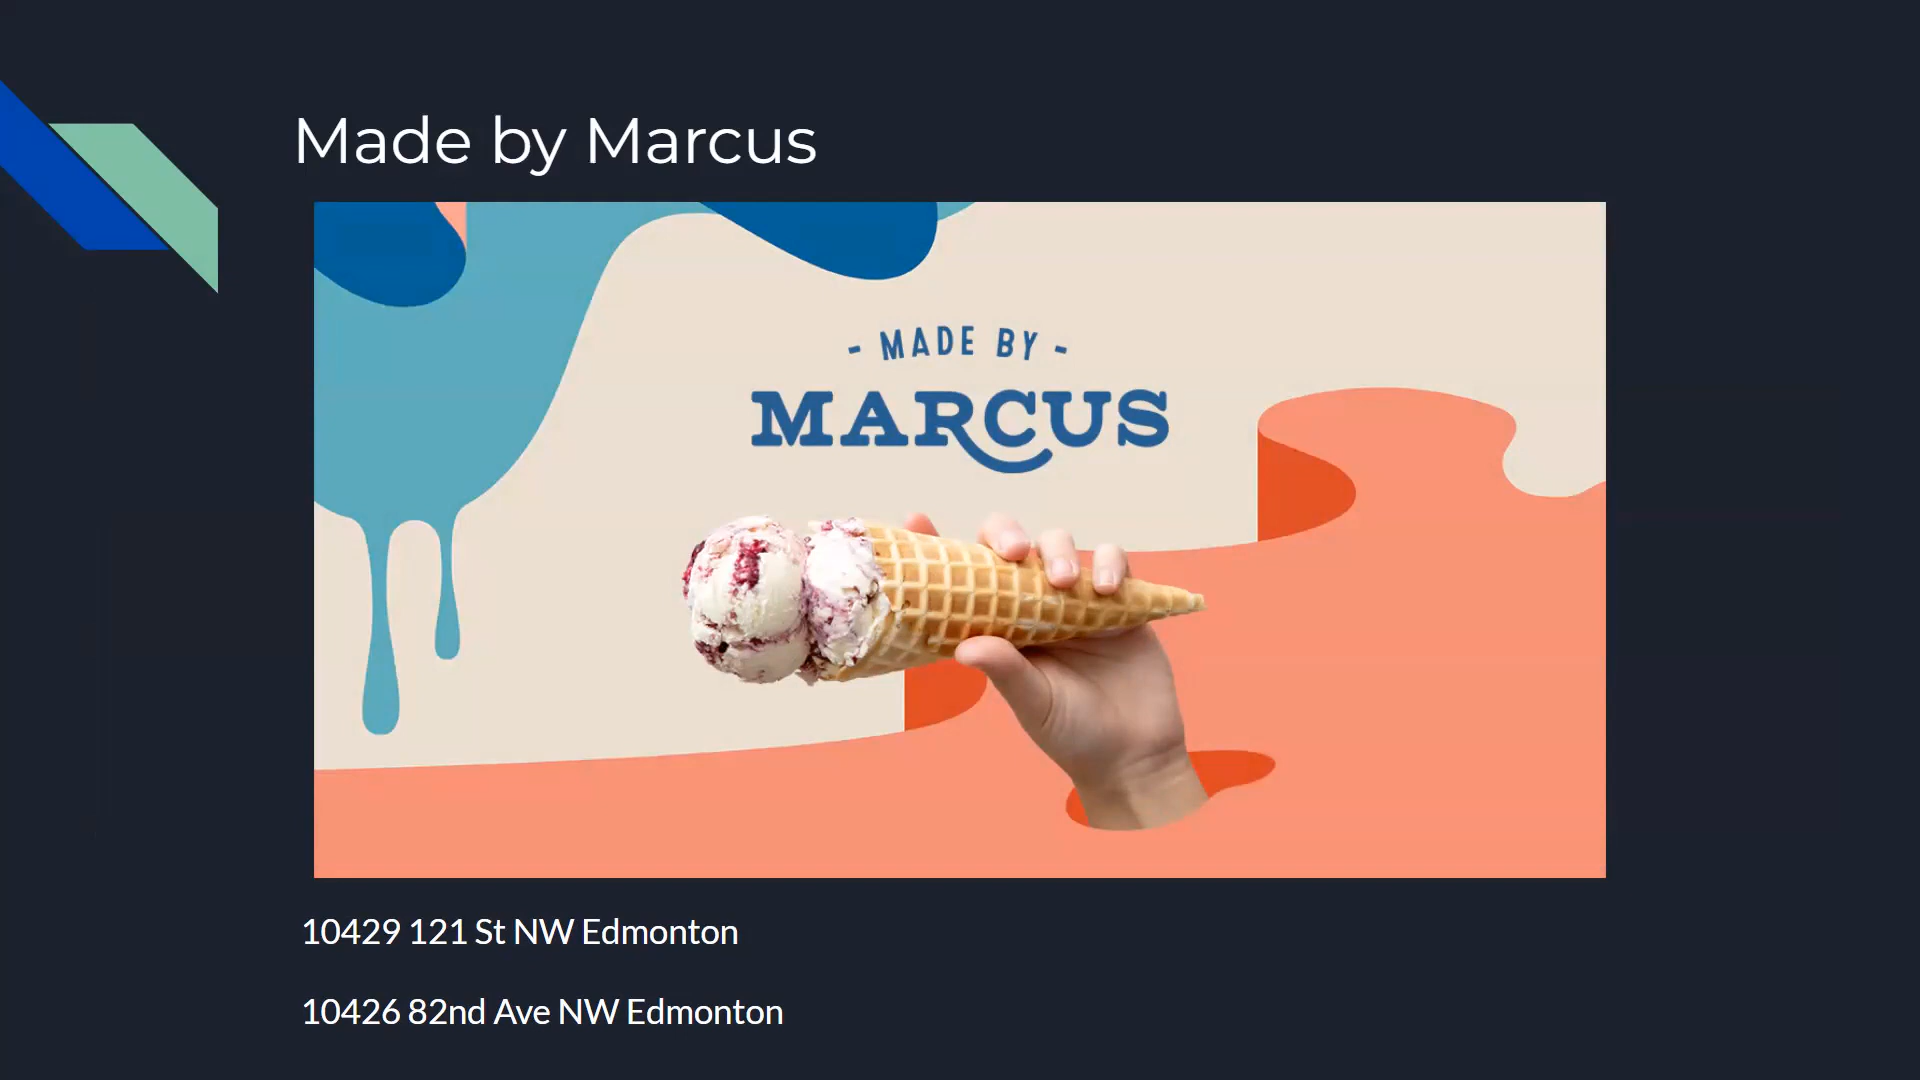 Made by Marcus
- MADE BY -
MARCUS
10429 121 St NW Edmonton
10426 82nd Ave NW Edmonton